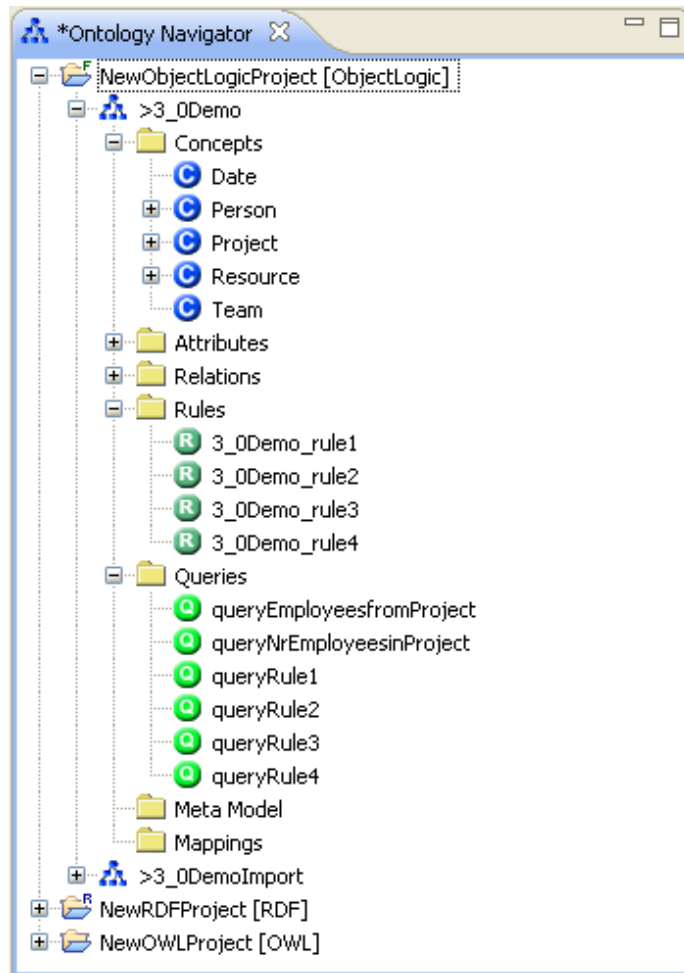 *Ontology Navigator
NewObjectLogicProject [ObjectLogic]
>3_0Demo
Concepts
C Date
C Person
C Project
C Resource
C Team
Attributes
Relations
Rules
R 3_0Demo_rule1
R 3_0Demo_rule2
R 3_0Demo_rule3
R 3_0Demo_rule4
Queries
Q queryEmployeesfromProject
Q queryNrEmployeesinProject
Q queryRule1
Q queryRule2
Q queryRule3
Q queryRule4
Meta Model
Mappings
>3_0DemoImport
NewRDFProject [RDF]
NewOWLProject [OWL]